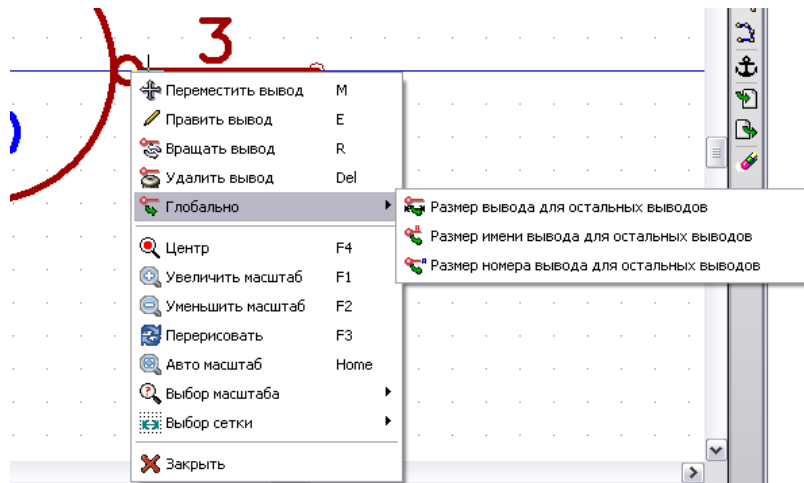 3
Переместить вывод M
Править вывод E
Вращать вывод R
Удалить вывод Del
Глобально
Размер вывода для остальных выводов
Размер имени вывода для остальных выводов
Размер номера вывода для остальных выводов
Центр F4
Увеличить масштаб F1
Уменьшить масштаб F2
Перерисовать F3
Авто масштаб Home
Выбор масштаба
Выбор сетки
Закрыть